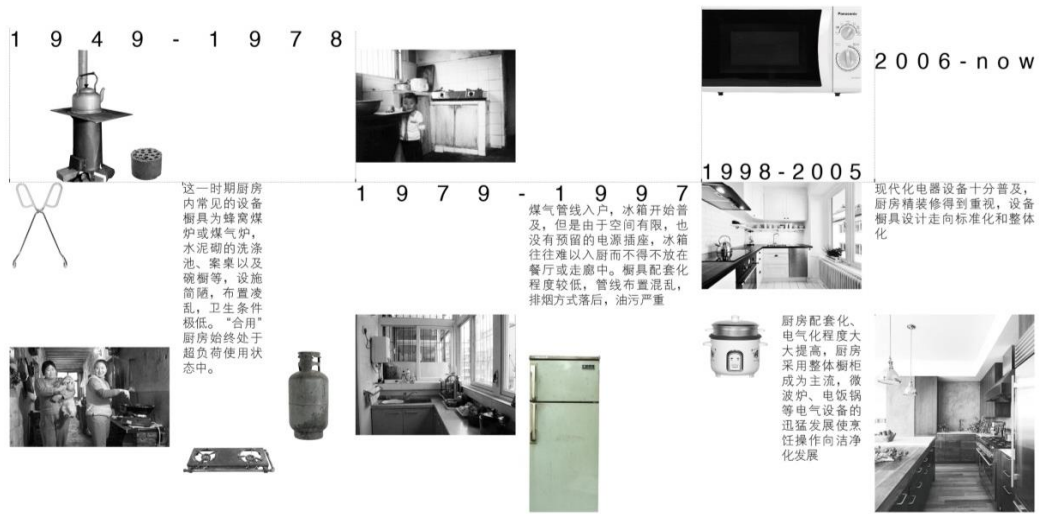 1949-1978
这一时期厨房
内常见的设备
橱具为蜂窝煤
炉或煤气炉，
水泥砌的洗涤
池、案桌以及
碗橱等，设施
简陋，布置凌
乱，卫生条件
极低。“合用”
厨房始终处于
超负荷使用状
态中。
1979-1997
煤气管线入户，冰箱开始普
及，但是由于空间有限，也
没有预留的电源插座，冰箱
往往难以入厨而不得不放在
餐厅或走廊中。橱具配套化
程度较低，管线布置混乱，
排烟方式落后，油污严重
Panasonic
1998-2005
厨房配套化、
电气化程度大
大提高，厨房
采用整体橱柜
成为主流，微
波炉、电饭锅
等电气设备的
迅猛发展使烹
饪操作向洁净
化发展
2006-now
现代化电器设备十分普及，
厨房精装修得到重视，设备
橱具设计走向标准化和整体
化